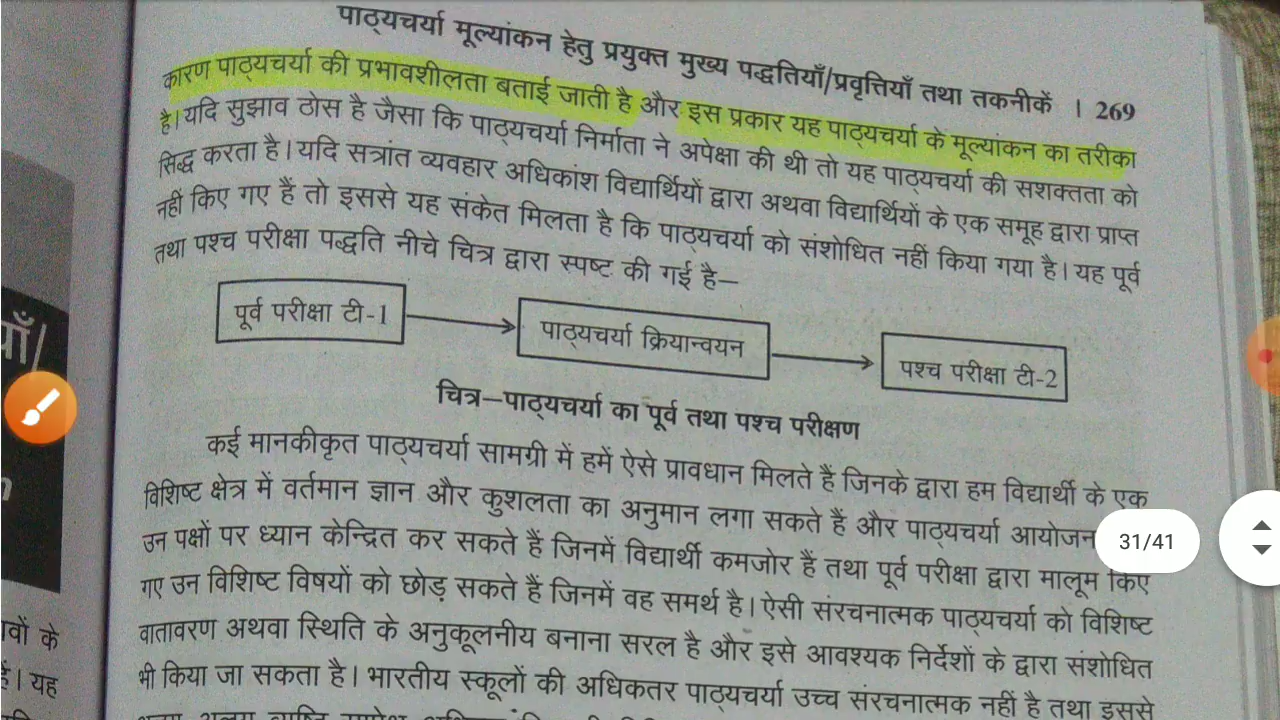 पाठ्यचर्या मूल्यांकन हेतु प्रयुक्त मुख्य पद्धतियाँ/प्रवृत्तियाँ तथा तकनीकें । 269
कारण पाठ्यचर्या की प्रभावशीलता बताई जाती है और इस प्रकार यह पाठ्यचर्या के मूल्यांकन का तरीका
है। यदि सुझाव ठोस है जैसा कि पाठ्यचर्या निर्माता ने अपेक्षा की थी तो यह पाठ्यचर्या की सशक्तता को
सिद्ध करता है। यदि सत्रांत व्यवहार अधिकांश विद्यार्थियों द्वारा अथवा विद्यार्थियों के एक समूह द्वारा प्राप्त
नहीं किए गए हैं तो इससे यह संकेत मिलता है कि पाठ्यचर्या को संशोधित नहीं किया गया है। यह पूर्व
तथा पश्च परीक्षा पद्धति नीचे चित्र द्वारा स्पष्ट की गई है—
पूर्व परीक्षा टी-1
पाठ्यचर्या क्रियान्वयन
पश्च परीक्षा टी-2
चित्र—पाठ्यचर्या का पूर्व तथा पश्च परीक्षण
कई मानकीकृत पाठ्यचर्या सामग्री में हमें ऐसे प्रावधान मिलते हैं जिनके द्वारा हम विद्यार्थी के एक
विशिष्ट क्षेत्र में वर्तमान ज्ञान और कुशलता का अनुमान लगा सकते हैं और पाठ्यचर्या आयोजन
उन पक्षों पर ध्यान केन्द्रित कर सकते हैं जिनमें विद्यार्थी कमजोर हैं तथा पूर्व परीक्षा द्वारा मालूम किए
गए उन विशिष्ट विषयों को छोड़ सकते हैं जिनमें वह समर्थ है। ऐसी संरचनात्मक पाठ्यचर्या को विशिष्ट
वातावरण अथवा स्थिति के अनुकूलनीय बनाना सरल है और इसे आवश्यक निर्देशों के द्वारा संशोधित
भी किया जा सकता है। भारतीय स्कूलों की अधिकतर पाठ्यचर्या उच्च संरचनात्मक नहीं है तथा इससे
31/41
वों के
हैं। यह